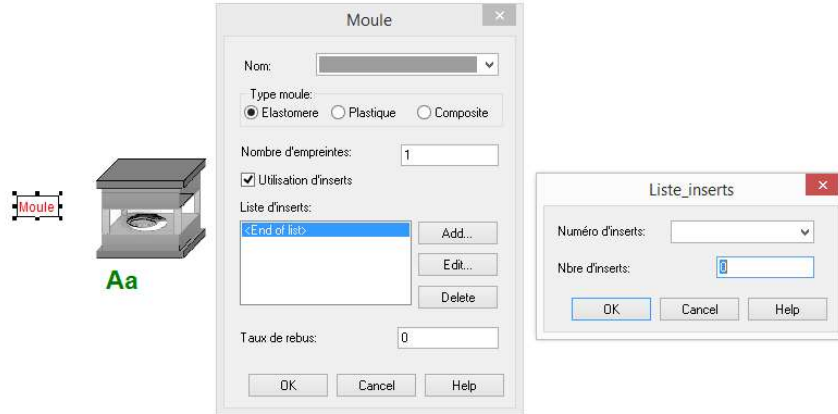 Moule
Aa
Moule
Nom:
Type moule:
Elastomere Plastique Composite
Nombre d'empreintes: 1
Utilisation d'inserts
Liste d'inserts:
<End of list>
Add...
Edit...
Delete
Taux de rebus: 0
OK Cancel Help
Liste_inserts
Numéro d'inserts:
Nbre d'inserts: 0
OK Cancel Help